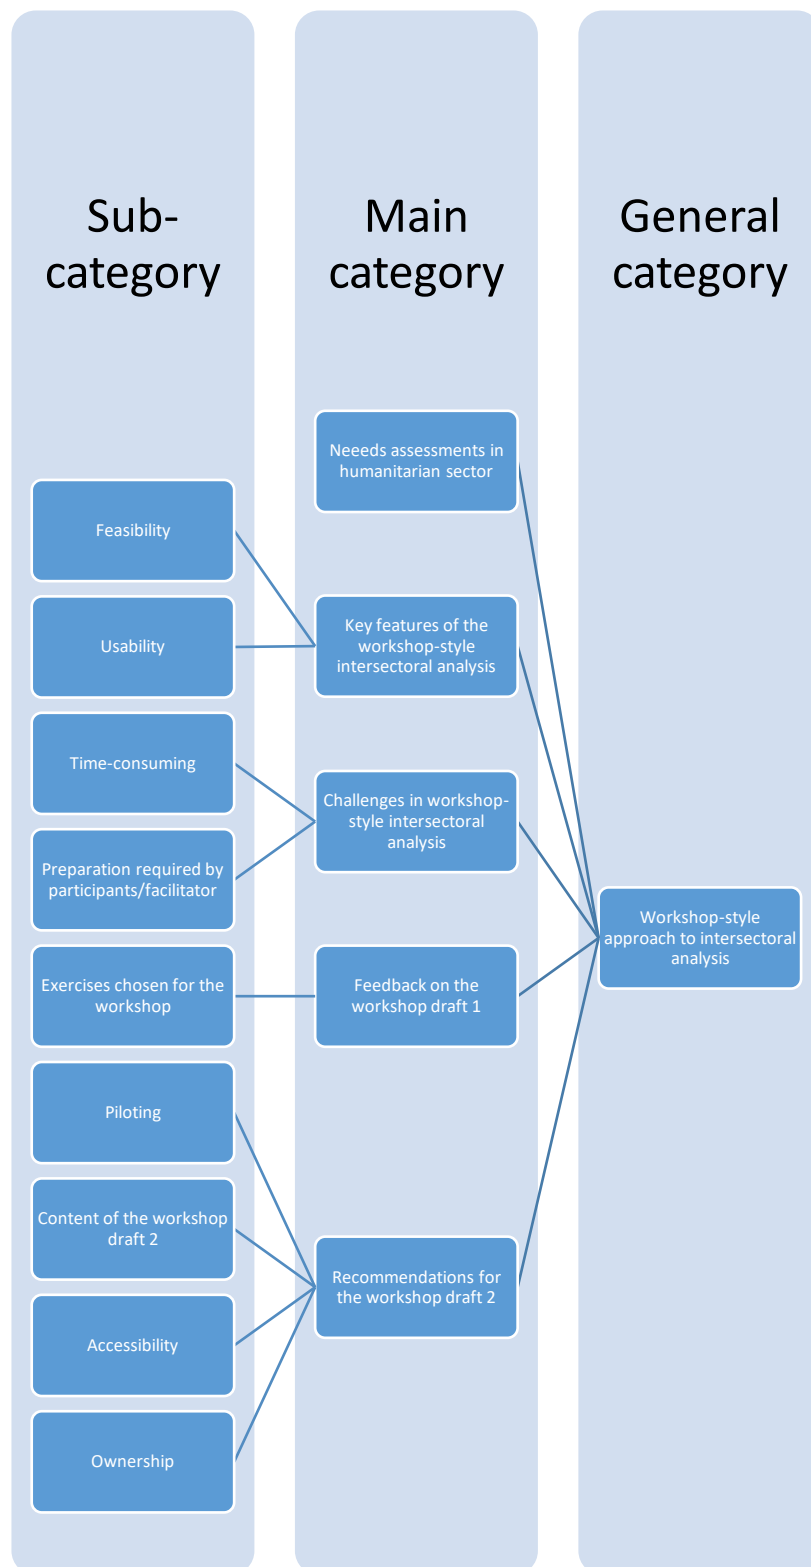 Sub-
category
Main
category
General
category
Feasibility
Usability
Time-consuming
Preparation required by
participants/facilitator
Exercises chosen for the
workshop
Piloting
Content of the workshop
draft 2
Accessibility
Ownership
Neeeds assessments in
humanitarian sector
Key features of the
workshop-style
intersectoral analysis
Challenges in workshop-
style intersectoral
analysis
Feedback on the
workshop draft 1
Recommendations for
the workshop draft 2
Workshop-style
approach to intersectoral
analysis